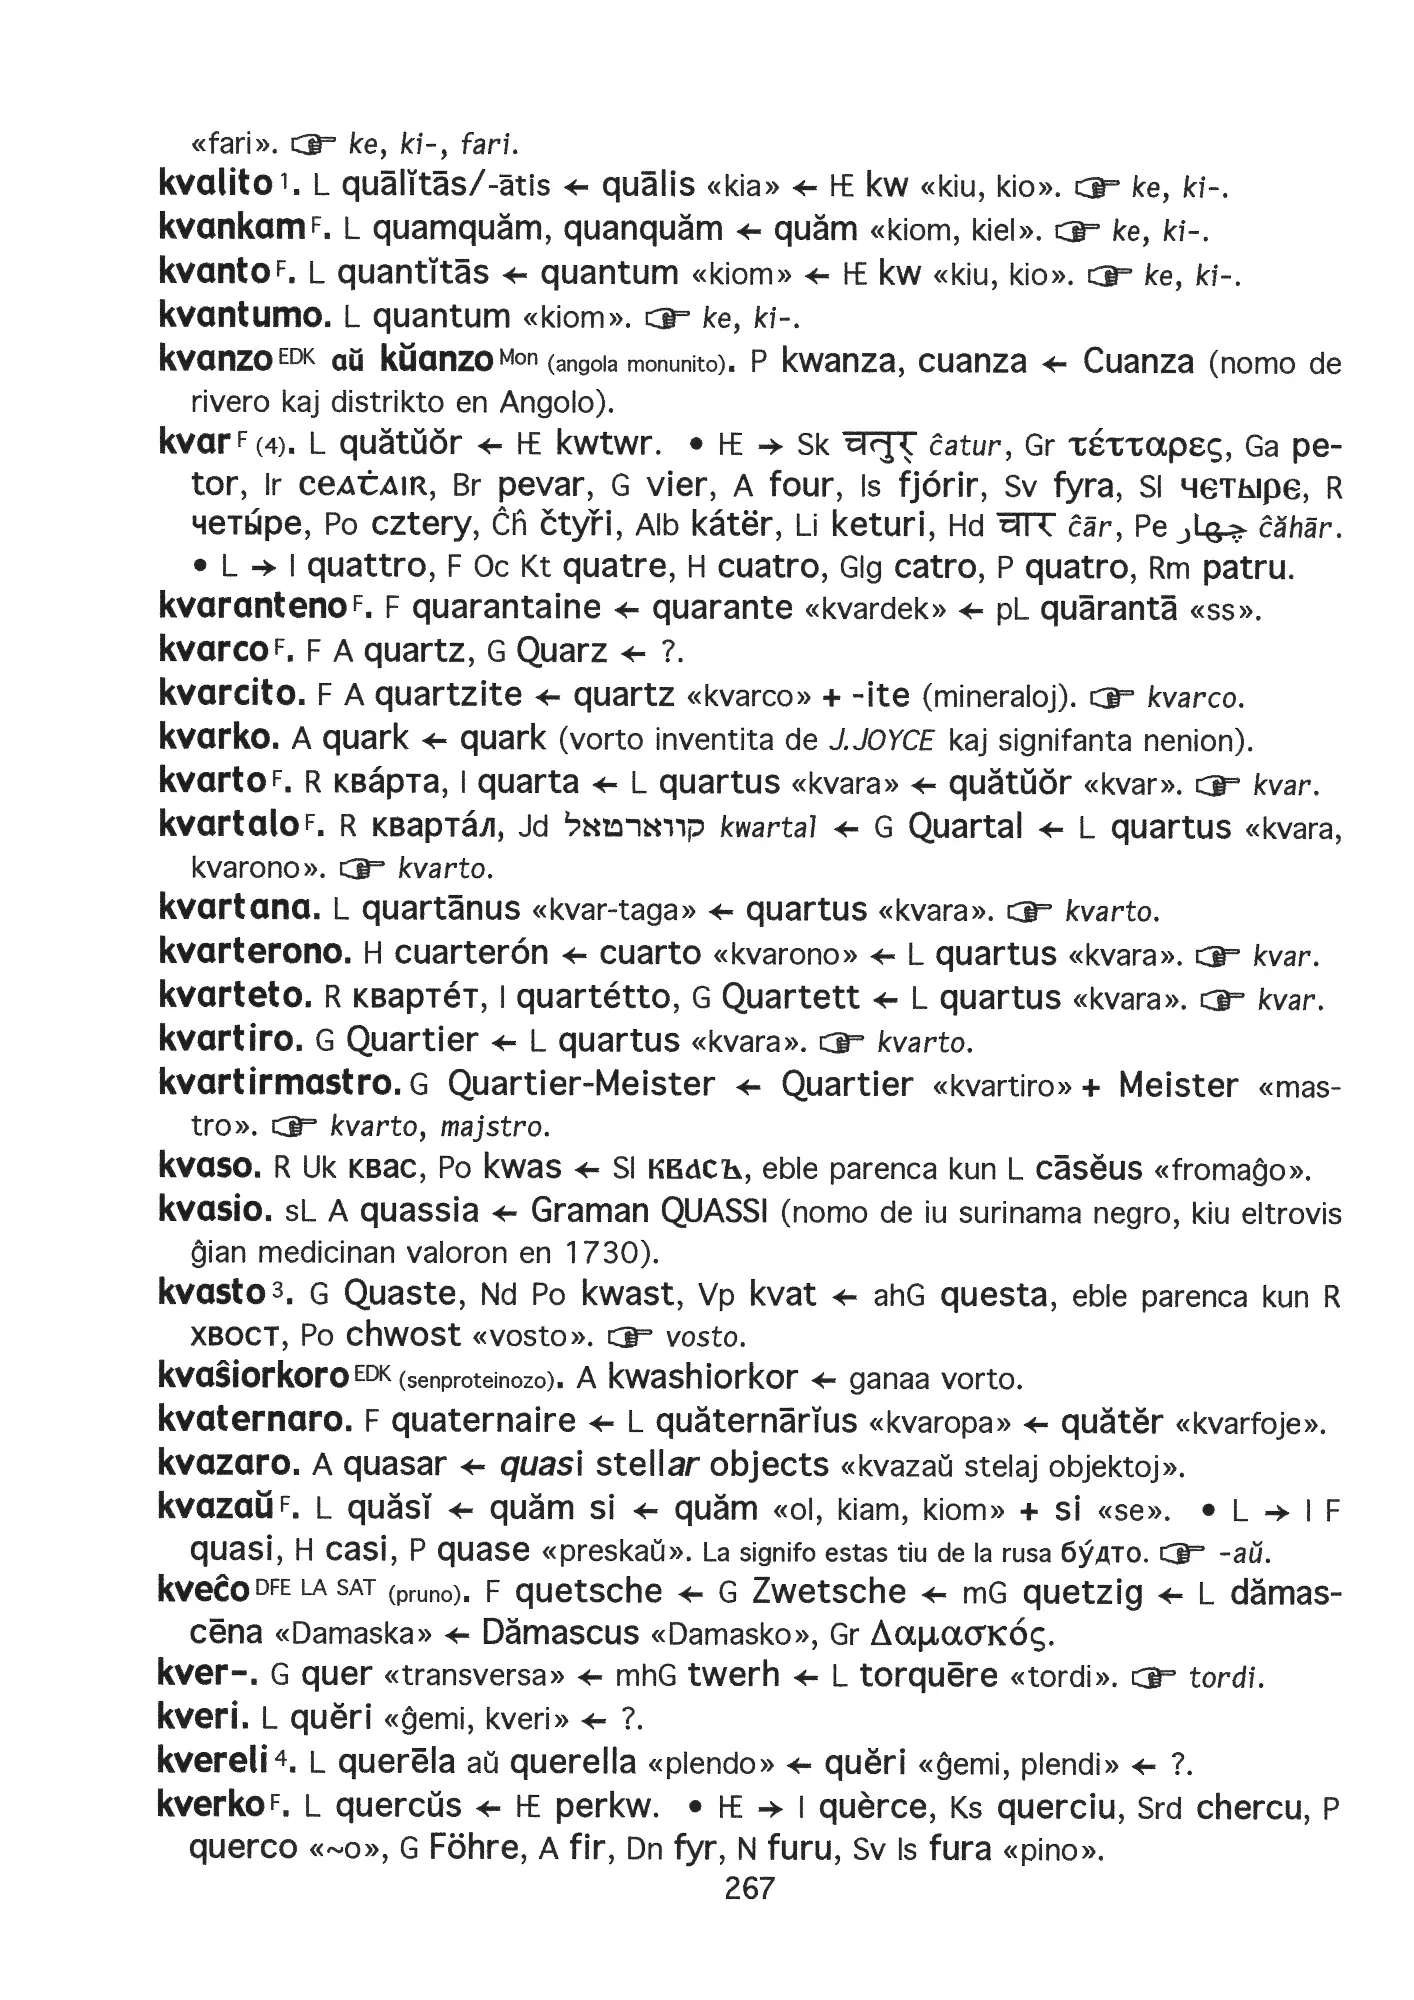 «fari». ☞ ke, ki-, fari.
kvalito 1. L quālĭtās/-ātis ← quālis «kia» ← IE kw «kiu, kio». ☞ ke, ki-.
kvankam F. L quamquăm, quanquăm ← quăm «kiom, kiel». ☞ ke, ki-.
kvanto F. L quantĭtās ← quantum «kiom» ← IE kw «kiu, kio». ☞ ke, ki-.
kvantumo. L quantum «kiom». ☞ ke, ki-.
kvanzo EDK aŭ kŭanzo Mon (angola monunito). P kwanza, cuanza ← Cuanza (nomo de
rivero kaj distrikto en Angolo).
kvar F (4). L quătŭŏr ← IE kwtwr. • IE → Sk चतुर् ĉatur, Gr τέτταρες, Ga pe-
tor, Ir ceaṫair, Br pevar, G vier, A four, Is fjórir, Sv fyra, Sl четыре, R
четы́ре, Po cztery, Ĉĥ čtyři, Alb kátër, Li keturi, Hd चार ĉār, Pe چهار ĉăhār.
• L → I quattro, F Oc Kt quatre, H cuatro, Glg catro, P quatro, Rm patru.
kvaranteno F. F quarantaine ← quarante «kvardek» ← pL quārantā «ss».
kvarco F. F A quartz, G Quarz ← ?.
kvarcito. F A quartzite ← quartz «kvarco» + -ite (mineraloj). ☞ kvarco.
kvarko. A quark ← quark (vorto inventita de J.JOYCE kaj signifanta nenion).
kvarto F. R ква́рта, I quarta ← L quartus «kvara» ← quătŭŏr «kvar». ☞ kvar.
kvartalo F. R кварта́л, Jd קווארטאל kwartal ← G Quartal ← L quartus «kvara,
kvarono». ☞ kvarto.
kvartana. L quartānus «kvar-taga» ← quartus «kvara». ☞ kvarto.
kvarterono. H cuarterón ← cuarto «kvarono» ← L quartus «kvara». ☞ kvar.
kvarteto. R кварте́т, I quartétto, G Quartett ← L quartus «kvara». ☞ kvar.
kvartiro. G Quartier ← L quartus «kvara». ☞ kvarto.
kvartirmastro. G Quartier-Meister ← Quartier «kvartiro» + Meister «mas-
tro». ☞ kvarto, majstro.
kvaso. R Uk квас, Po kwas ← Sl квасъ, eble parenca kun L cāsĕus «fromaĝo».
kvasio. sL A quassia ← Graman QUASSI (nomo de iu surinama negro, kiu eltrovis
ĝian medicinan valoron en 1730).
kvasto 3. G Quaste, Nd Po kwast, Vp kvat ← ahG questa, eble parenca kun R
хвост, Po chwost «vosto». ☞ vosto.
kvaŝiorkoro EDK (senproteinozo). A kwashiorkor ← ganaa vorto.
kvaternaro. F quaternaire ← L quăternārĭus «kvaropa» ← quătĕr «kvarfoje».
kvazaro. A quasar ← quasi stellar objects «kvazaŭ stelaj objektoj».
kvazaŭ F. L quăsĭ ← quăm si ← quăm «ol, kiam, kiom» + si «se». • L → I F
quasi, H casi, P quase «preskaŭ». La signifo estas tiu de la rusa бу́дто. ☞ -aŭ.
kveĉo DFE LA SAT (pruno). F quetsche ← G Zwetsche ← mG quetzig ← L dămas-
cēna «Damaska» ← Dămascus «Damasko», Gr Δαμασκός.
kver-. G quer «transversa» ← mhG twerh ← L torquēre «tordi». ☞ tordi.
kveri. L quĕri «ĝemi, kveri» ← ?.
kvereli 4. L querēla aŭ querella «plendo» ← quĕri «ĝemi, plendi» ← ?.
kverko F. L quercŭs ← IE perkw. • IE → I quèrce, Ks querciu, Srd chercu, P
querco «~o», G Föhre, A fir, Dn fyr, N furu, Sv Is fura «pino».
267